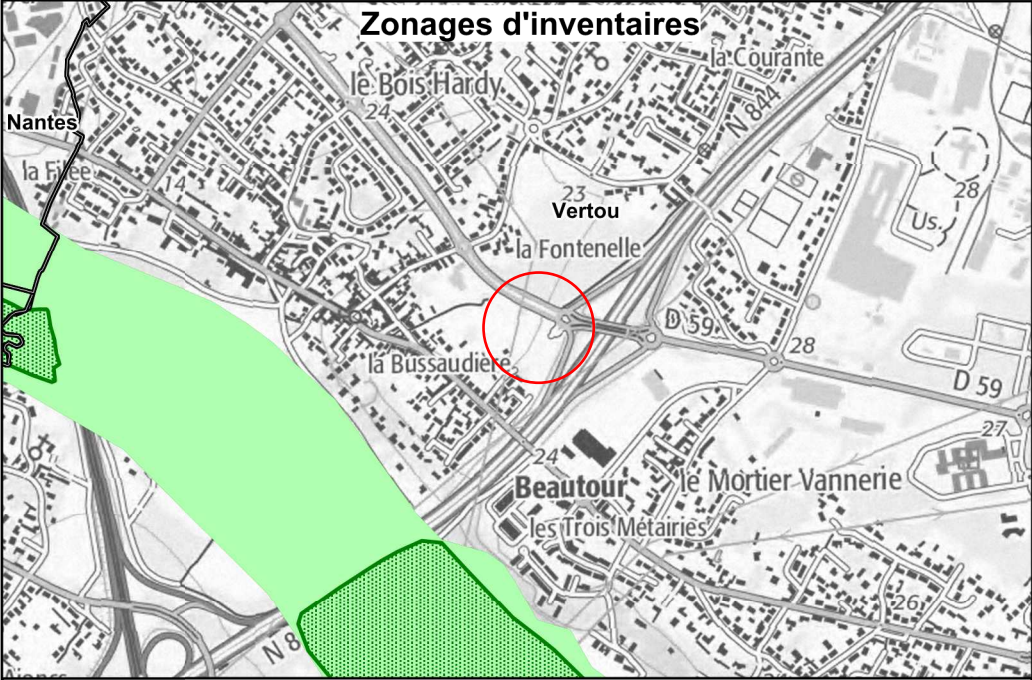 Zonages d'inventaires
la Courante
le Bois Hardy
24
N 844
Nantes
la Filée
14
23
28
Vertou
Us.
la Fontenelle
D 59
28
la Bussaudière
D 59
27
24
Beautour
le Mortier Vannerie
les Trois Métairies
26
N 8